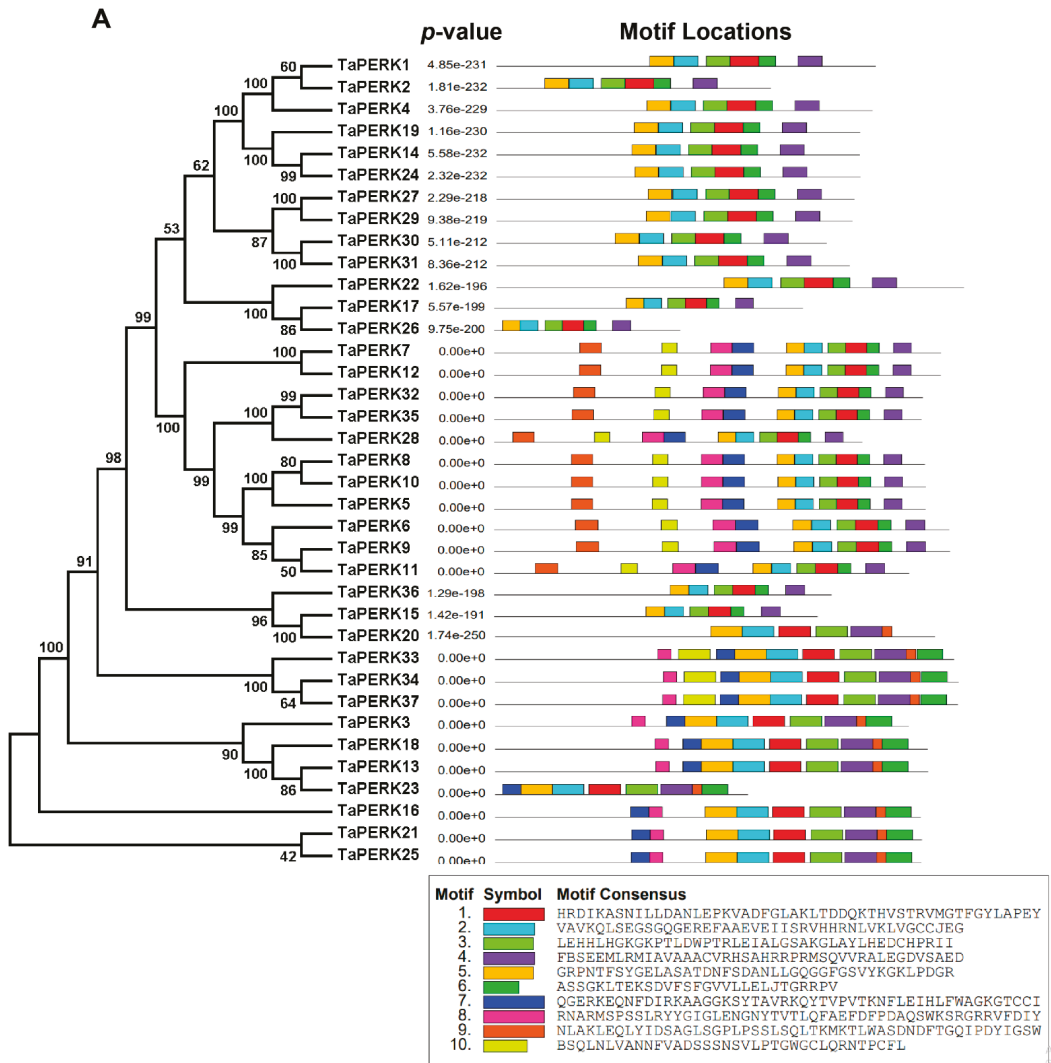 A
p-value Motif Locations
60 TaPERK1 4.85e-231
100 TaPERK2 1.81e-232
100 TaPERK4 3.76e-229
TaPERK19 1.16e-230
100 TaPERK14 5.58e-232
62 99 TaPERK24 2.32e-232
100 TaPERK27 2.29e-218
53 TaPERK29 9.38e-219
87 TaPERK30 5.11e-212
100 TaPERK31 8.36e-212
TaPERK22 1.62e-196
99 100 TaPERK17 5.57e-199
86 TaPERK26 9.75e-200
100 TaPERK7 0.00e+0
TaPERK12 0.00e+0
99 TaPERK32 0.00e+0
100 100 TaPERK35 0.00e+0
TaPERK28 0.00e+0
98 80 TaPERK8 0.00e+0
99 100 TaPERK10 0.00e+0
TaPERK5 0.00e+0
99 TaPERK6 0.00e+0
85 TaPERK9 0.00e+0
91 50 TaPERK11 0.00e+0
TaPERK36 1.29e-198
96 TaPERK15 1.42e-191
100 TaPERK20 1.74e-250
100 TaPERK33 0.00e+0
100 TaPERK34 0.00e+0
64 TaPERK37 0.00e+0
TaPERK3 0.00e+0
90 TaPERK18 0.00e+0
100 TaPERK13 0.00e+0
86 TaPERK23 0.00e+0
TaPERK16 0.00e+0
TaPERK21 0.00e+0
42 TaPERK25 0.00e+0
Motif Symbol Motif Consensus
1. HRDIKASNILLDANLEPKVADFGLAKLTDDQKTHVSTRVMGTFGYLAPEY
2. VAVKQLSEGSGQGEREFAAEVEIISRVHHRNLVKLVGCCJEG
3. LEHHLHGKGKPTLDWPTRLEIALGSAKGLAYLHEDCHPRII
4. FBSEEMLRMIAVAAACVRHSAHRRPRMSQVVRALEGDVSAED
5. GRPNTFSYGELASATDNFSDANLLGQGGFGSVYKGKLPDGR
6. ASSGKLTEKSDVFSFGVVLLELJTGRRPV
7. QGERKEQNFDIRKAAGGKSYTAVRKQYTVPVTKNFLEIHLFWAGKGTCCI
8. RNARMSPSSLRYYGIGLENGNYTVTLQFAEFDFPDAQSWKSRGRRVFDIY
9. NLAKLEQLYIDSAGLSGPLPSSLSQLTKMKTLWASDNDFTGQIPDYIGSW
10. BSQLNLVANNFVADSSSNSVLPTGWGCLQRNTPCFL